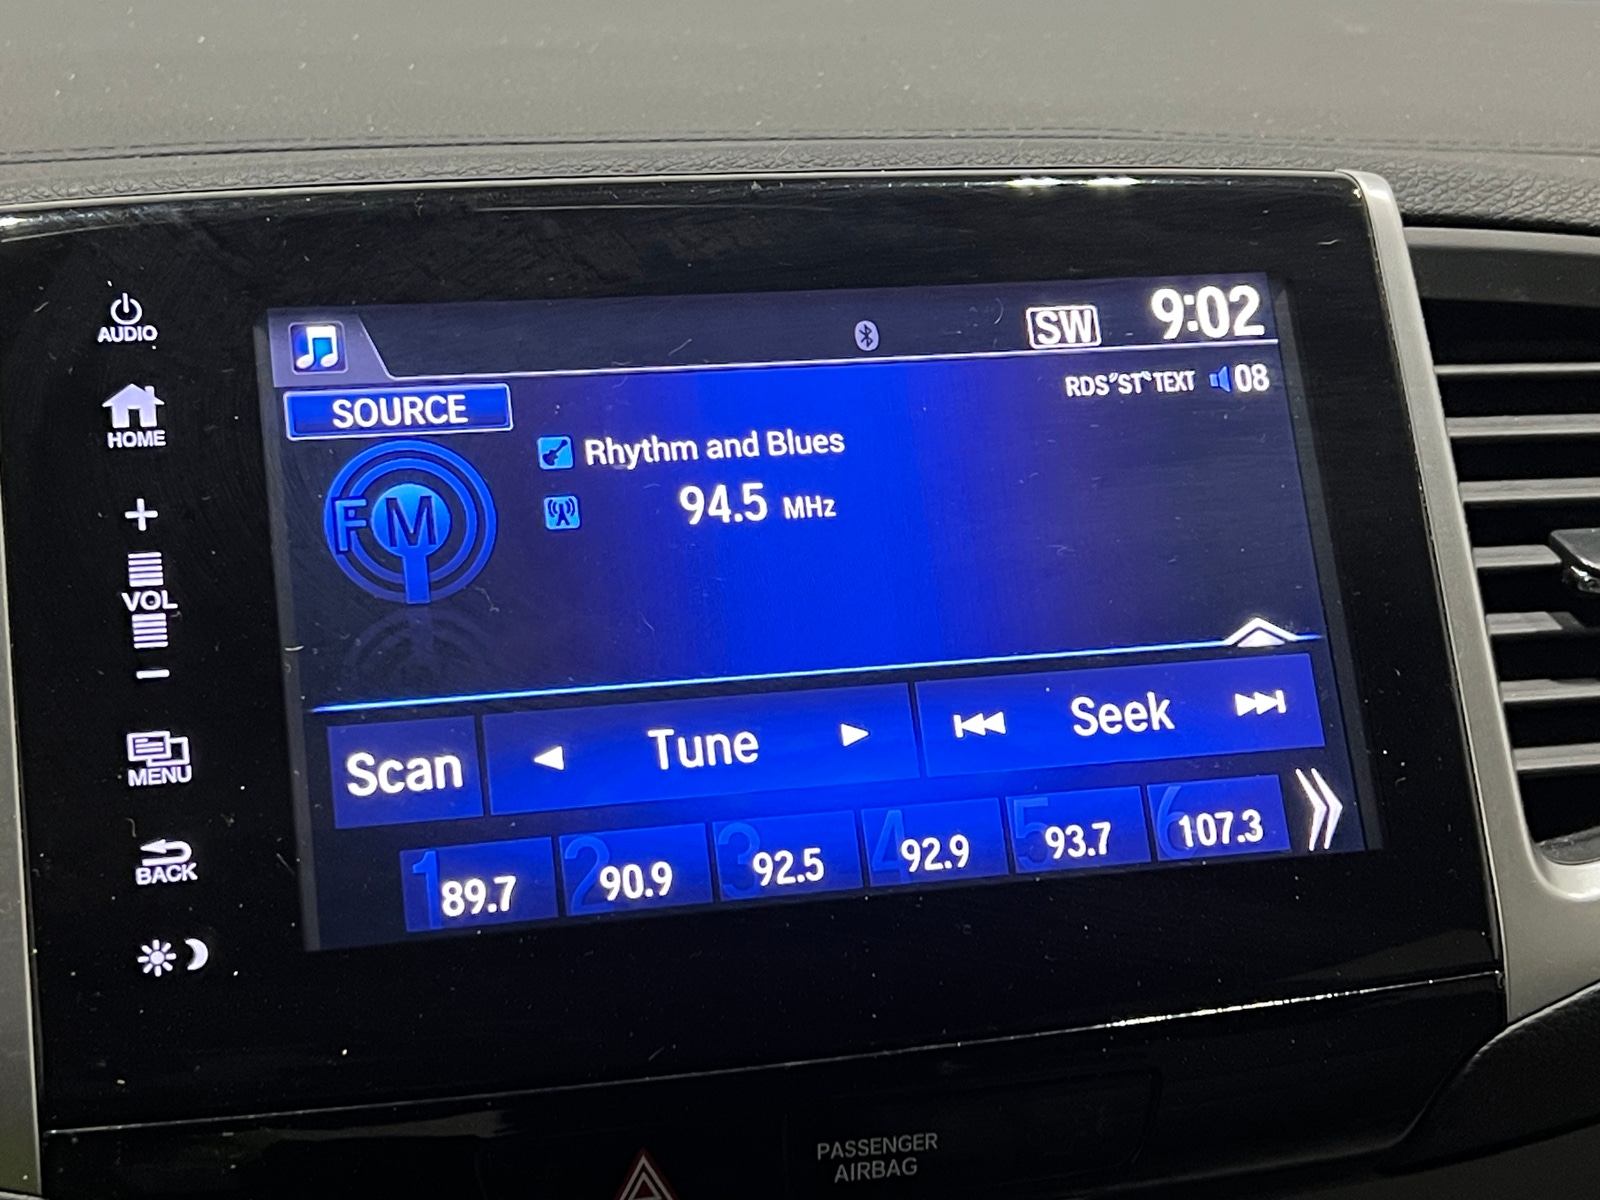 AUDIO
HOME
+
VOL
−
MENU
BACK
SW 9:02
RDS ST TEXT 08
SOURCE
FM
Rhythm and Blues
94.5 MHz
Scan Tune Seek
1 89.7 2 90.9 3 92.5 4 92.9 5 93.7 6 107.3
PASSENGER
AIRBAG